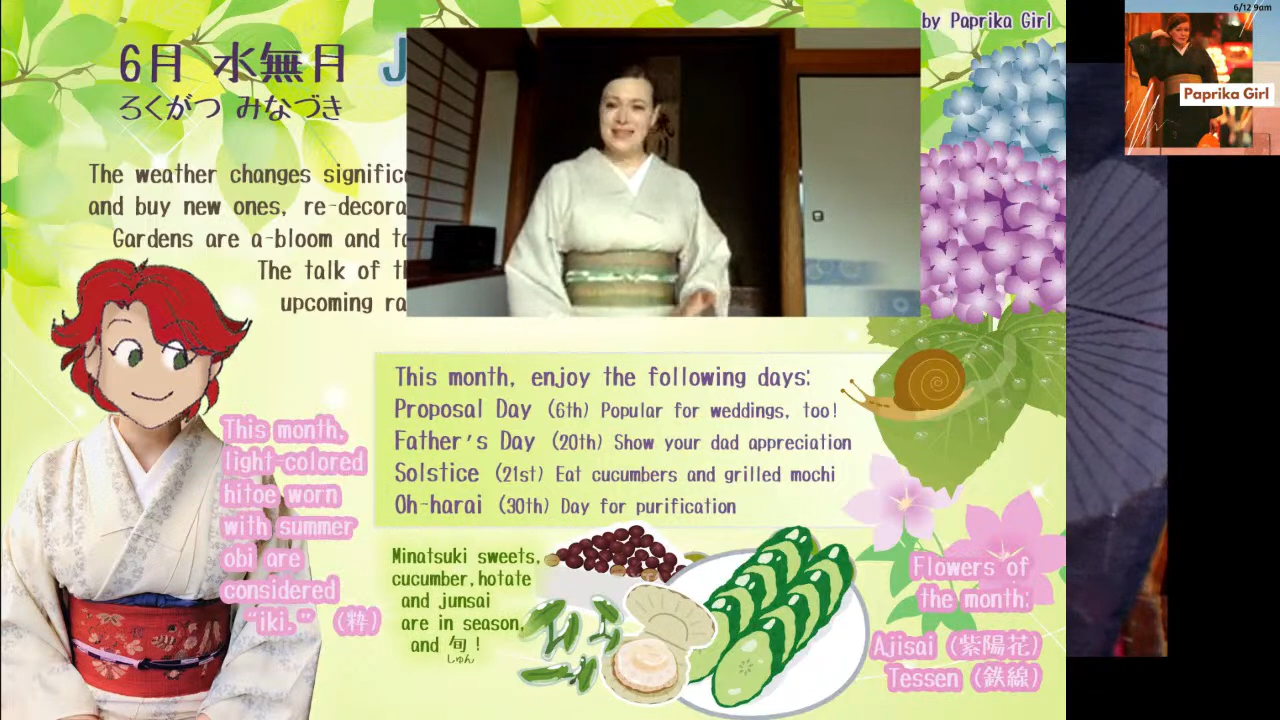 6月 水無月 J
ろくがつ みなづき
by Paprika Girl
6/12 9am
Paprika Girl
The weather changes signific
and buy new ones, re-decora
Gardens are a-bloom and ta
The talk of t
upcoming ra
This month,
light-colored
hitoe worn
with summer
obi are
considered
"iki." (粋)
This month, enjoy the following days:
Proposal Day (6th) Popular for weddings, too!
Father's Day (20th) Show your dad appreciation
Solstice (21st) Eat cucumbers and grilled mochi
Oh-harai (30th) Day for purification
Minatsuki sweets,
cucumber, hotate
and junsai
are in season,
and 旬!
しゅん
Flowers of
the month:
Ajisai (紫陽花)
Tessen (鉄線)